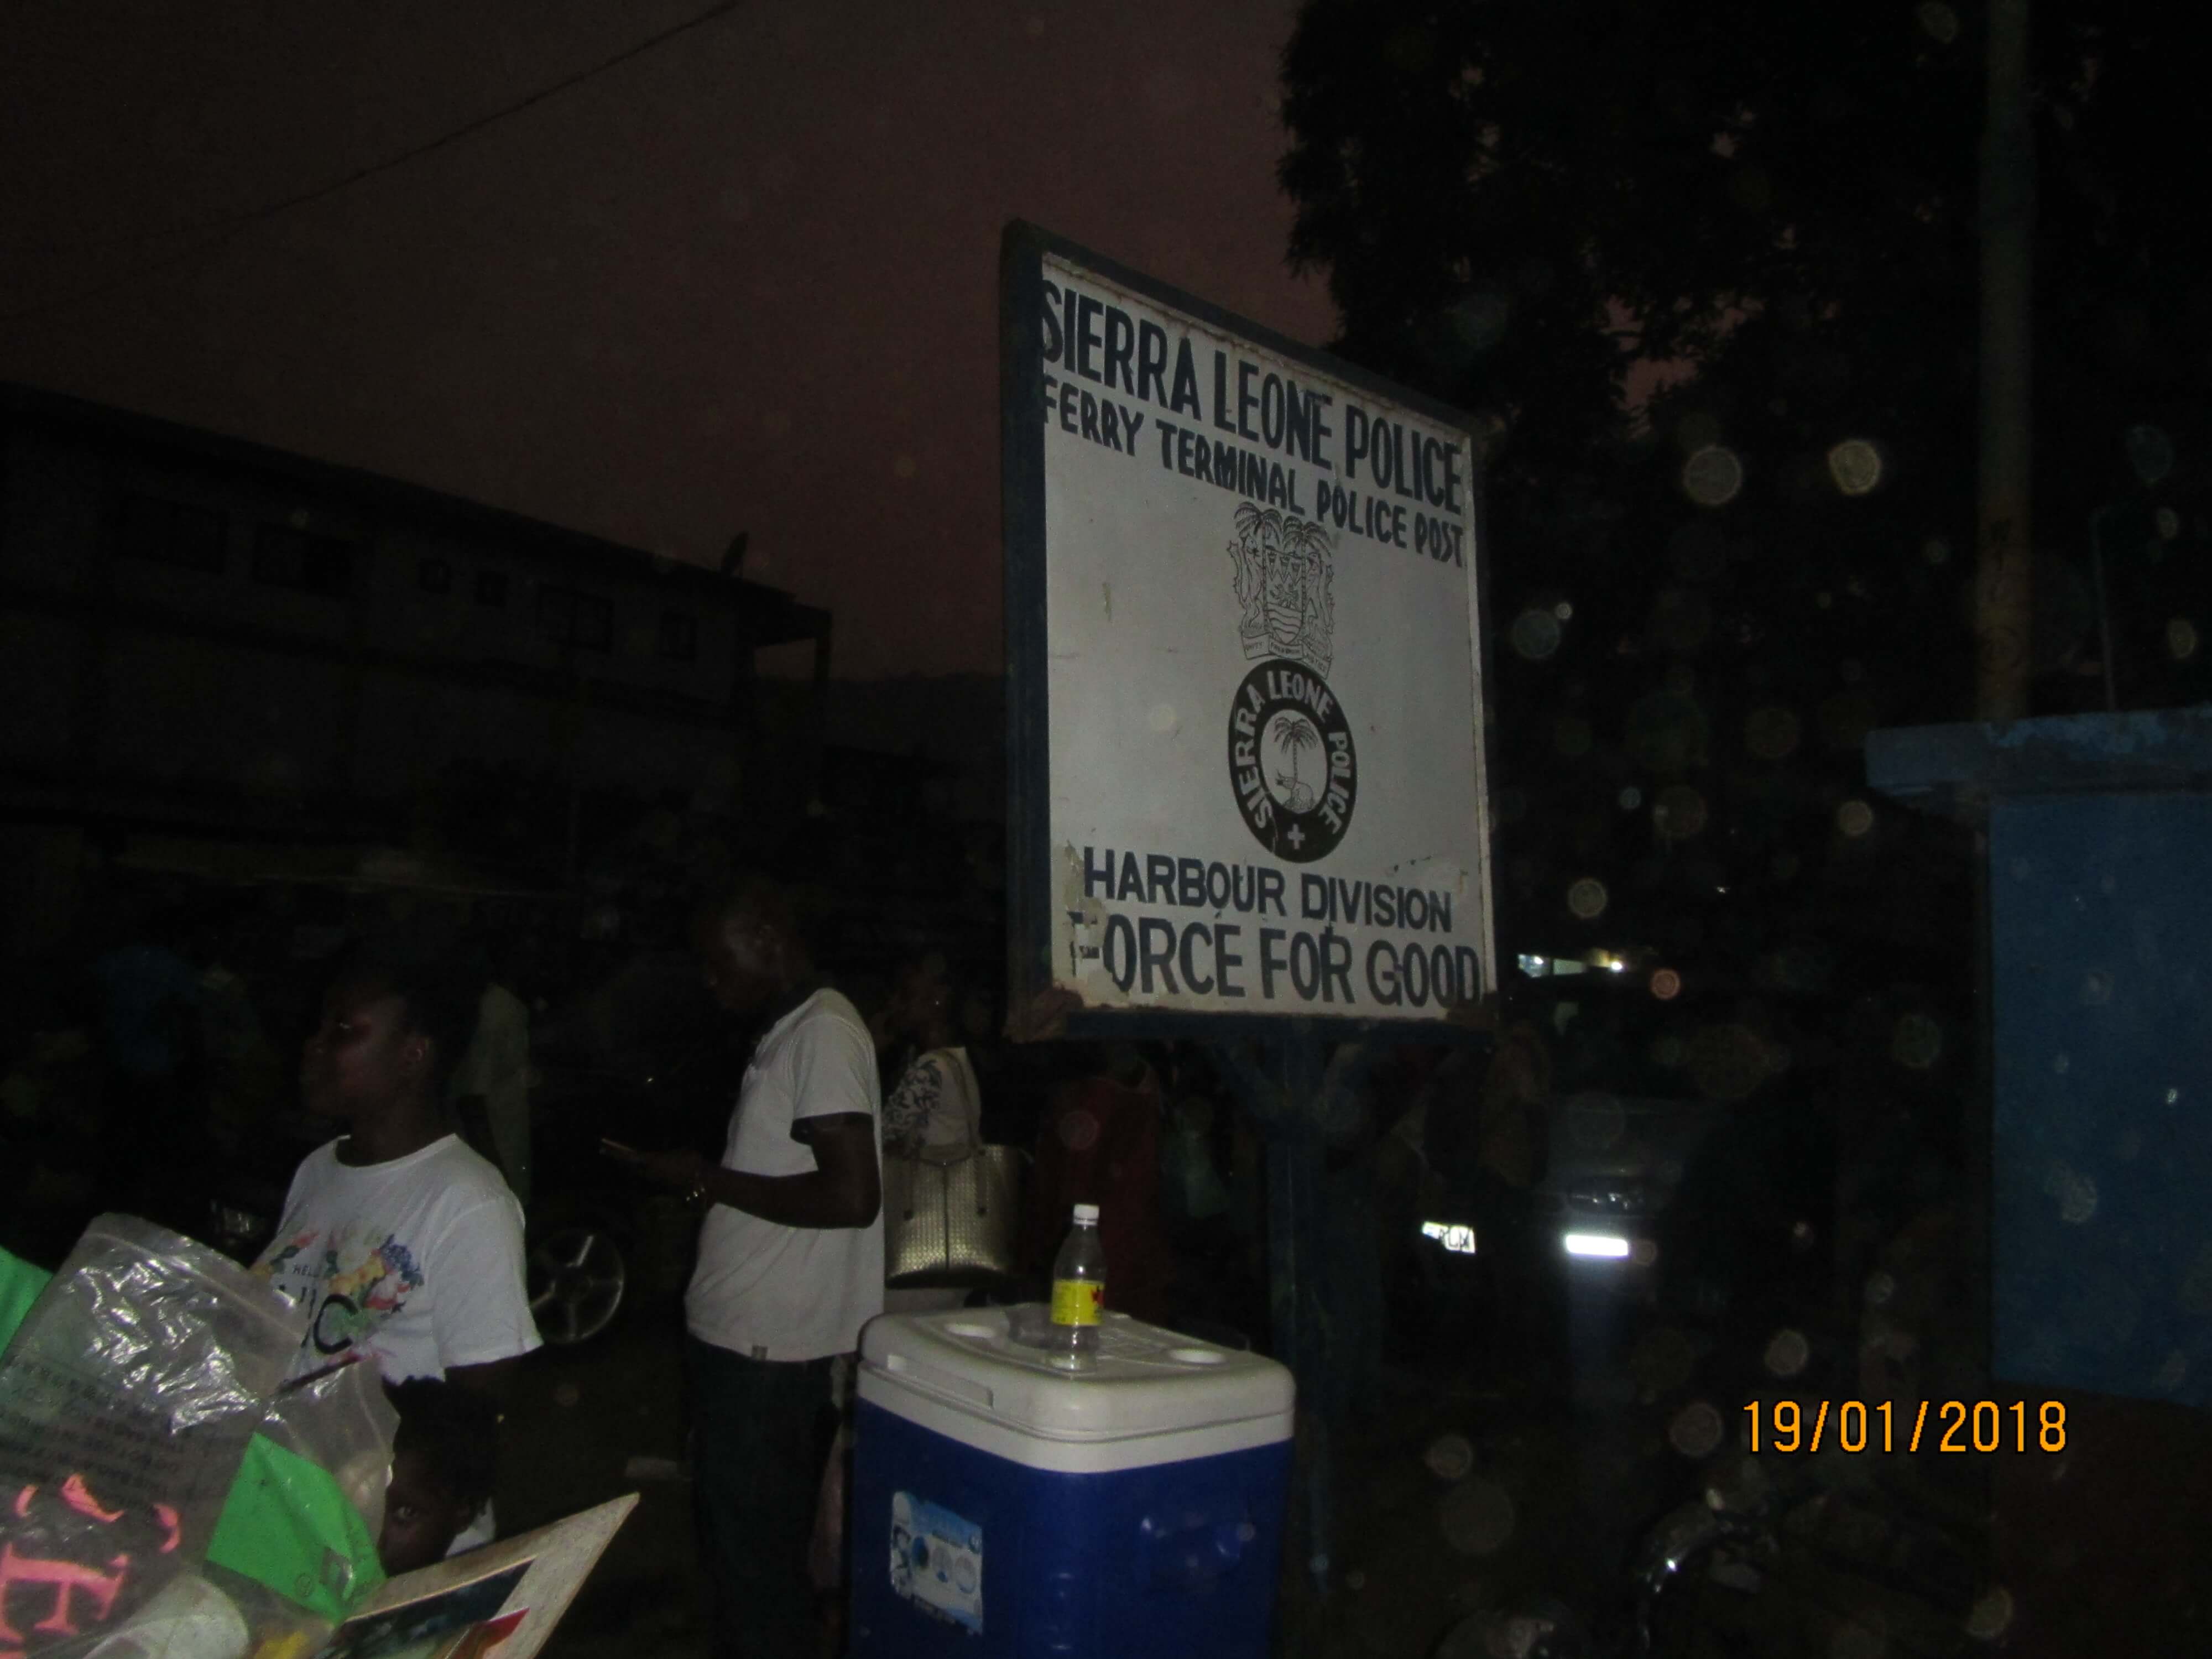 SIERRA LEONE POLICE
FERRY TERMINAL POLICE POST
SIERRA LEONE POLICE
HARBOUR DIVISION
FORCE FOR GOOD
19/01/2018